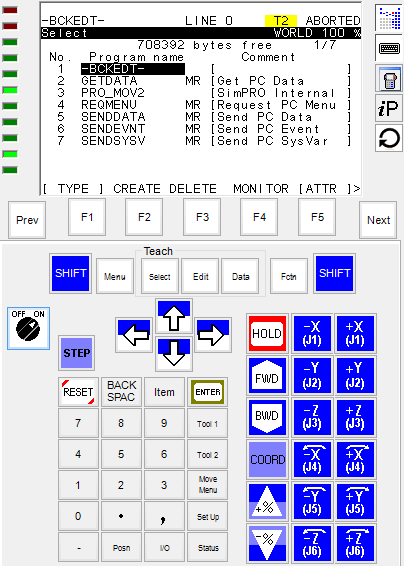 -BCKEDT- LINE 0 T2 ABORTED
Select WORLD 100 %
708392 bytes free 1/7
No. Program name Comment
1 -BCKEDT- [ ]
2 GETDATA MR [Get PC Data ]
3 PRO_MOV2 [SimPRO Internal ]
4 REQMENU MR [Request PC Menu ]
5 SENDDATA MR [Send PC Data ]
6 SENDEVNT MR [Send PC Event ]
7 SENDSYSV MR [Send PC SysVar ]
[ TYPE ] CREATE DELETE MONITOR [ATTR ]>
iP
Prev F1 F2 F3 F4 F5 Next
Teach
SHIFT Menu Select Edit Data Fctn SHIFT
OFF ON
STEP
HOLD -X (J1) +X (J1)
FWD -Y (J2) +Y (J2)
RESET BACK SPAC Item ENTER
BWD -Z (J3) +Z (J3)
7 8 9 Tool 1
COORD -X (J4) +X (J4)
4 5 6 Tool 2
1 2 3 Move Menu
+% -Y (J5) +Y (J5)
0 . , Set Up
-% -Z (J6) +Z (J6)
- Posn I/O Status